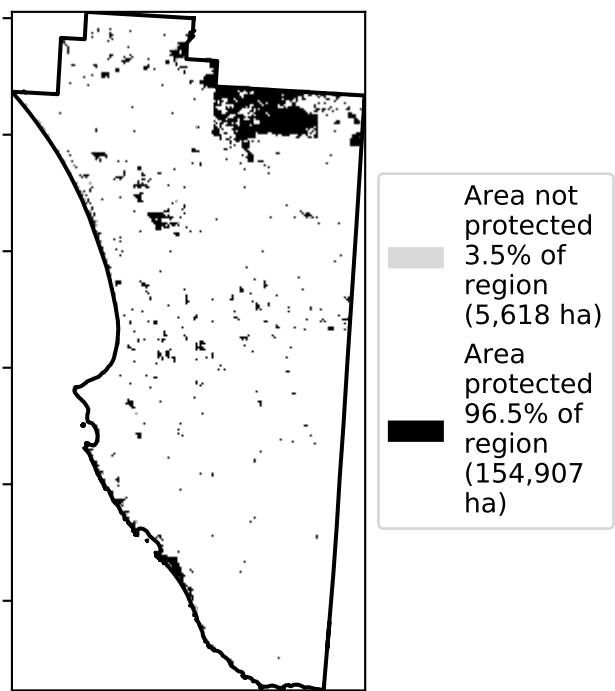 Area not
protected
3.5% of
region
(5,618 ha)
Area
protected
96.5% of
region
(154,907
ha)